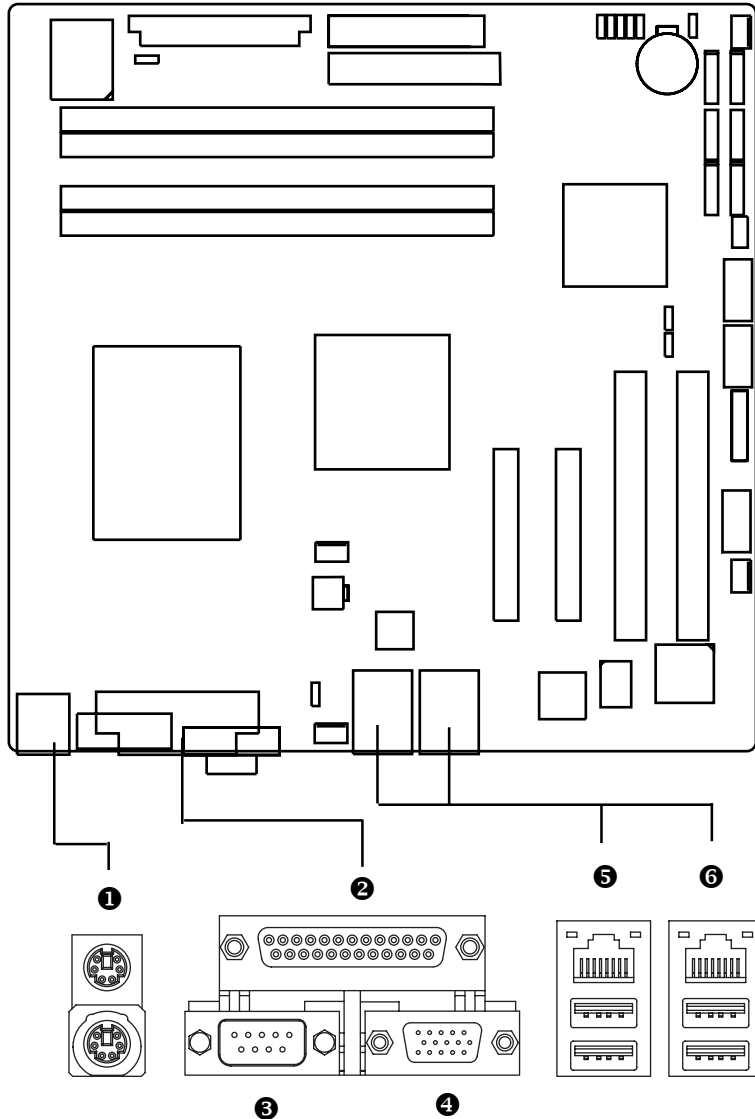 ❶
❷
❺ ❻
❸ ❹